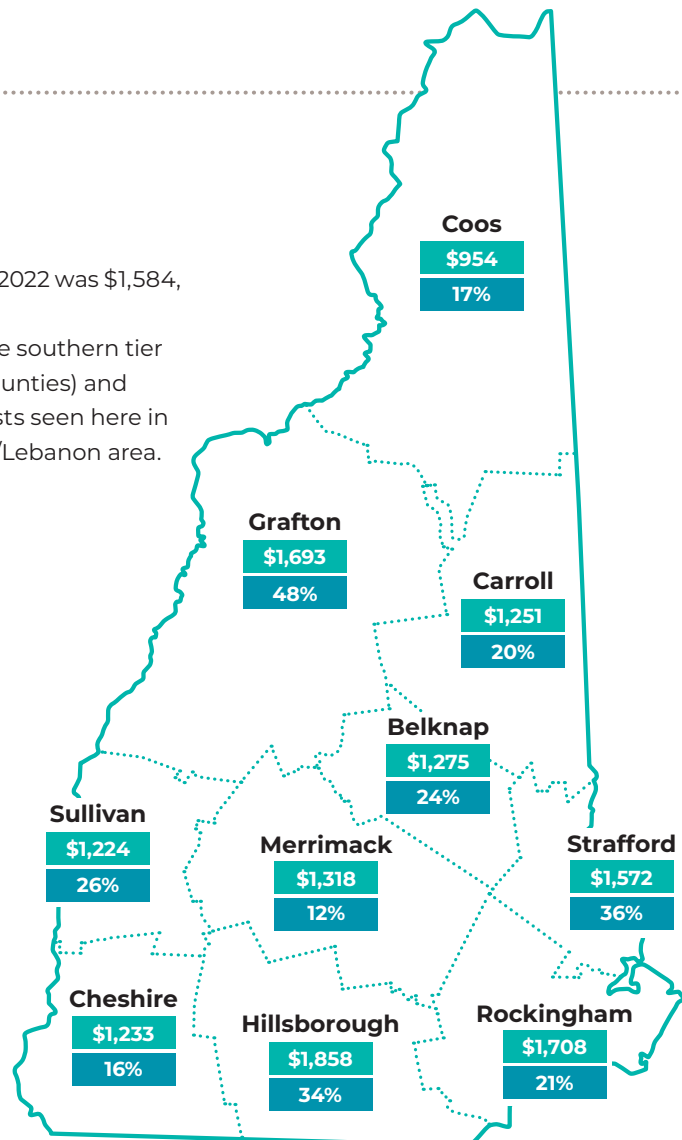 2022 was $1,584,
e southern tier
unties) and
sts seen here in
/Lebanon area.
Coos
$954
17%
Grafton
$1,693
48%
Carroll
$1,251
20%
Belknap
$1,275
24%
Sullivan
$1,224
26%
Merrimack
$1,318
12%
Strafford
$1,572
36%
Cheshire
$1,233
16%
Hillsborough
$1,858
34%
Rockingham
$1,708
21%